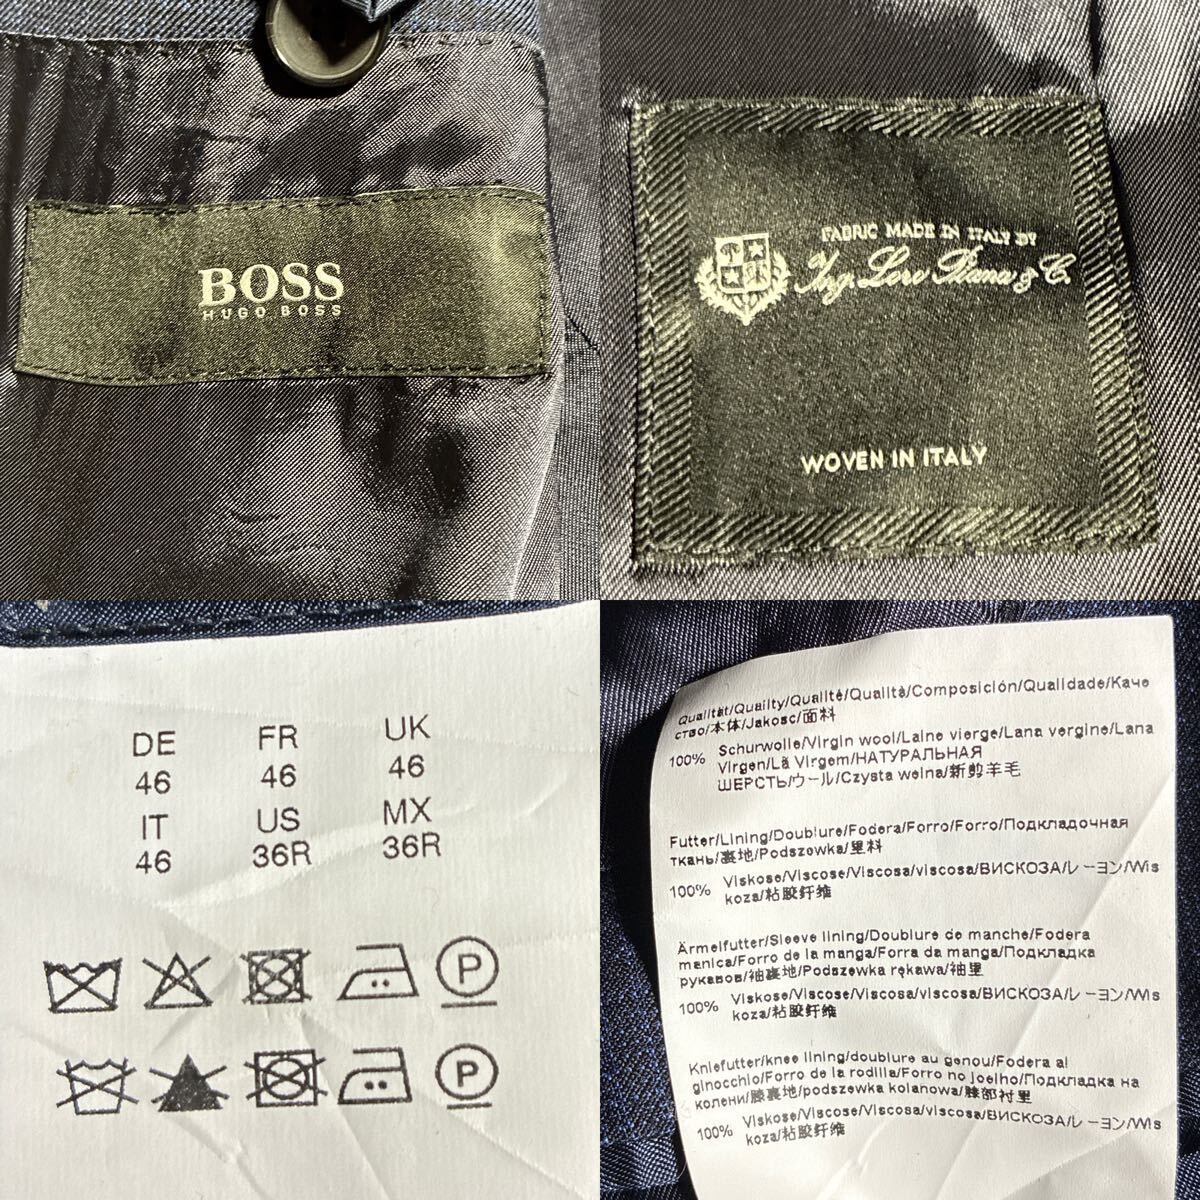 BOSS
HUGO BOSS
FABRIC MADE IN ITALY BY
Ing. Loro Piana & C.
WOVEN IN ITALY
DE FR UK
46 46 46
IT US MX
46 36R 36R
P
P
Qualität/Quality/Qualité/Qualità/Composición/Qualidade/Каче
ство/本体/Jakosc/面料
100% Schurwolle/Virgin wool/Laine vierge/Lana vergine/Lana
Virgen/Lã Virgem/НАТУРАЛЬНАЯ
ШЕРСТЬ/ウール/Czysta welna/新剪羊毛
Futter/Lining/Doublure/Fodera/Forro/Forro/Подкладочная
ткань/裏地/Podszewka/里料
100% Viskose/Viscose/Viscosa/viscosa/ВИСКОЗА/レーヨン/Wis
koza/粘胶纤维
Ärmelfutter/Sleeve lining/Doublure de manche/Fodera
manica/Forro de la manga/Forra da manga/Подкладка
рукавов/袖裏地/Podszewka rękawa/袖里
100% Viskose/Viscose/Viscosa/viscosa/ВИСКОЗА/レーヨン/Wis
koza/粘胶纤维
Kniefutter/knee lining/doublure au genou/Fodera al
ginocchio/Forro de la rodilla/Forro no joelho/Подкладка на
колени/膝裏地/podszewka kolanowa/膝部衬里
100% Viskose/Viscose/Viscosa/viscosa/ВИСКОЗА/レーヨン/Wis
koza/粘胶纤维